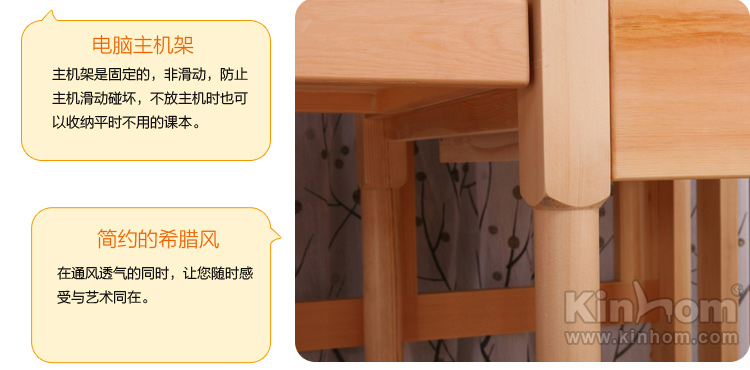 电脑主机架
主机架是固定的，非滑动，防止
主机滑动碰坏，不放主机时也可
以收纳平时不用的课本。
简约的希腊风
在通风透气的同时，让您随时感
受与艺术同在。
Kinhom
www.kinhom.com